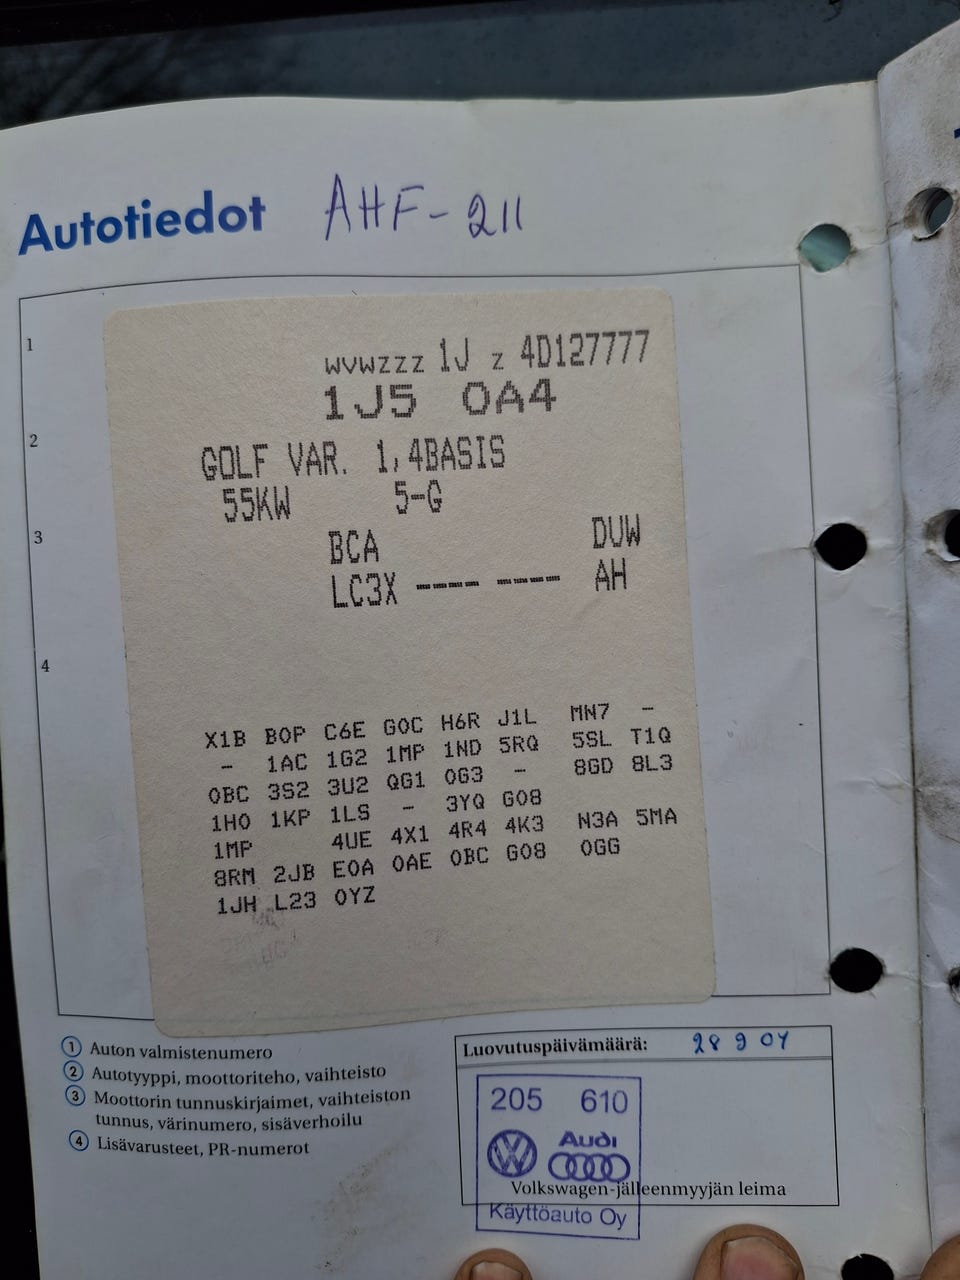 Autotiedot AHF-211
1 WVWZZZ 1J Z 4D127777
1J5 0A4
2 GOLF VAR. 1,4BASIS
55KW 5-G
3 BCA DUW
LC3X ---- ---- AH
4
X1B B0P C6E G0C H6R J1L MN7 -
- 1AC 1G2 1MP 1ND 5RQ 5SL T1Q
0BC 3S2 3U2 QG1 0G3 - 8GD 8L3
1H0 1KP 1LS - 3YQ G08
1MP 4UE 4X1 4R4 4K3 N3A 5MA
8RM 2JB E0A 0AE 0BC G08 0GG
1JH L23 0YZ
1 Auton valmistenumero
2 Autotyyppi, moottoriteho, vaihteisto
3 Moottorin tunnuskirjaimet, vaihteiston
tunnus, värinumero, sisäverhoilu
4 Lisävarusteet, PR-numerot
Luovutuspäivämäärä: 28 9 04
205 610
Audi
Volkswagen-jälleenmyyjän leima
Käyttöauto Oy